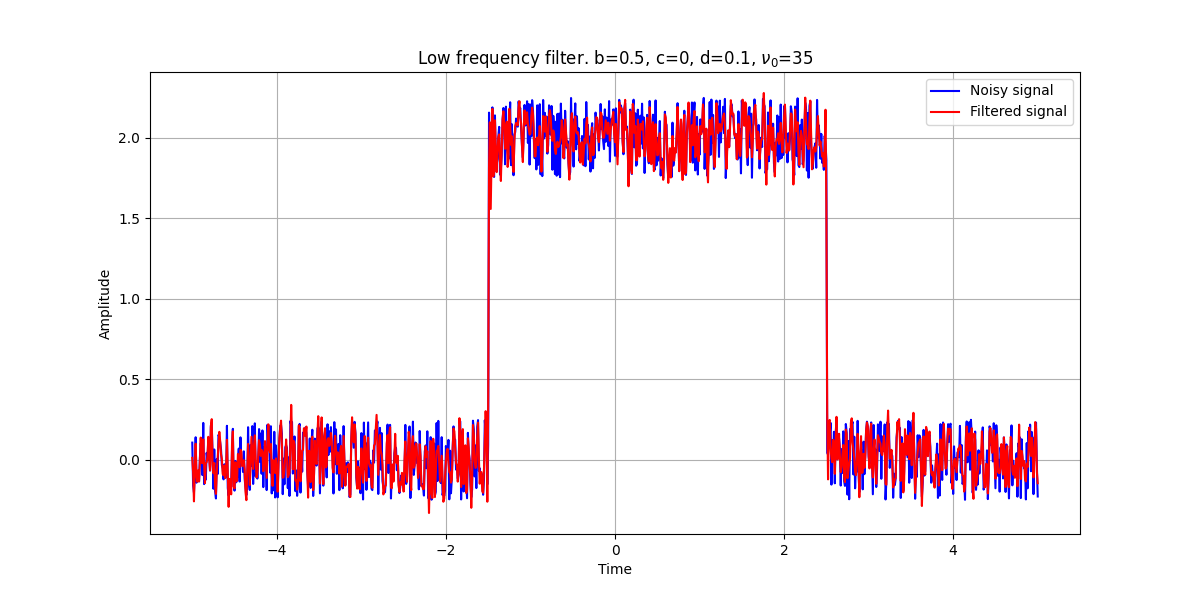 Low frequency filter. b=0.5, c=0, d=0.1, ν₀=35
Noisy signal
Filtered signal
2.0
1.5
1.0
0.5
0.0
Amplitude
−4
−2
0
2
4
Time